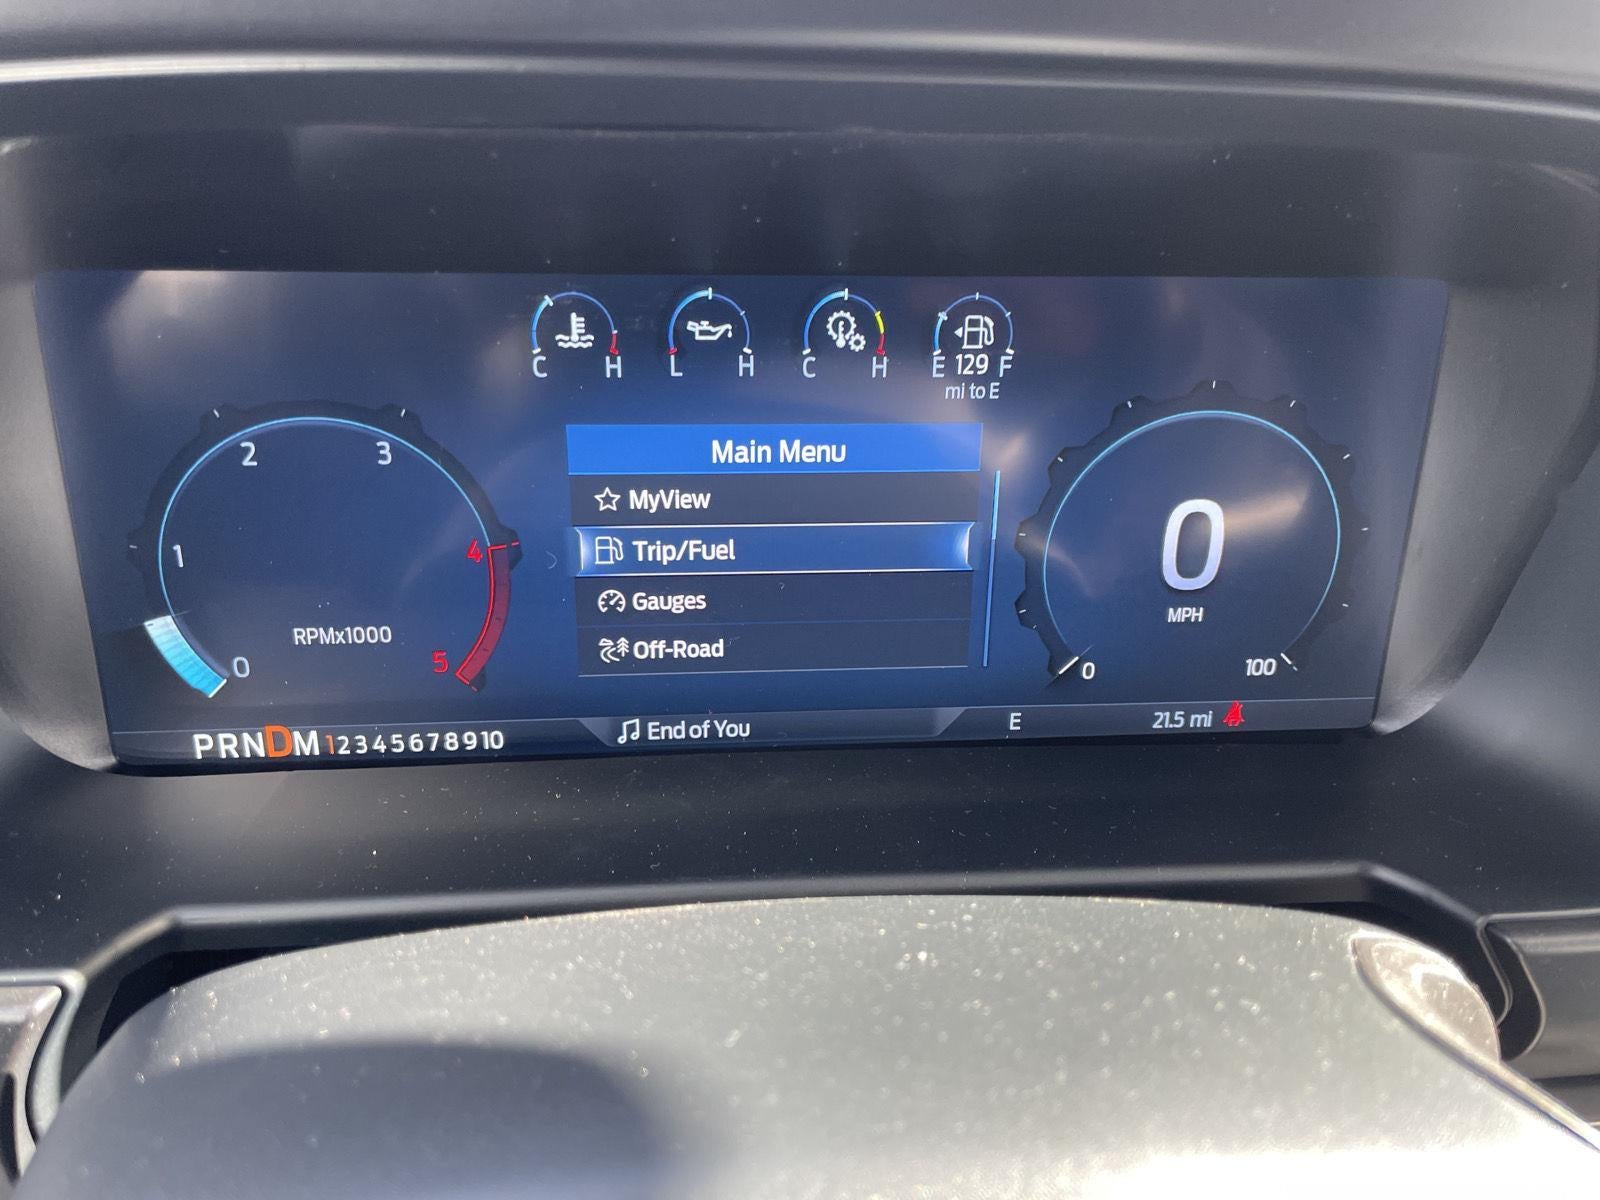 C H L H C H E 129 F
mi to E
Main Menu
MyView
Trip/Fuel
Gauges
Off-Road
0 1 2 3 4 5
RPMx1000
0
MPH
0 100
PRNDM12345678910
End of You
E
21.5 mi